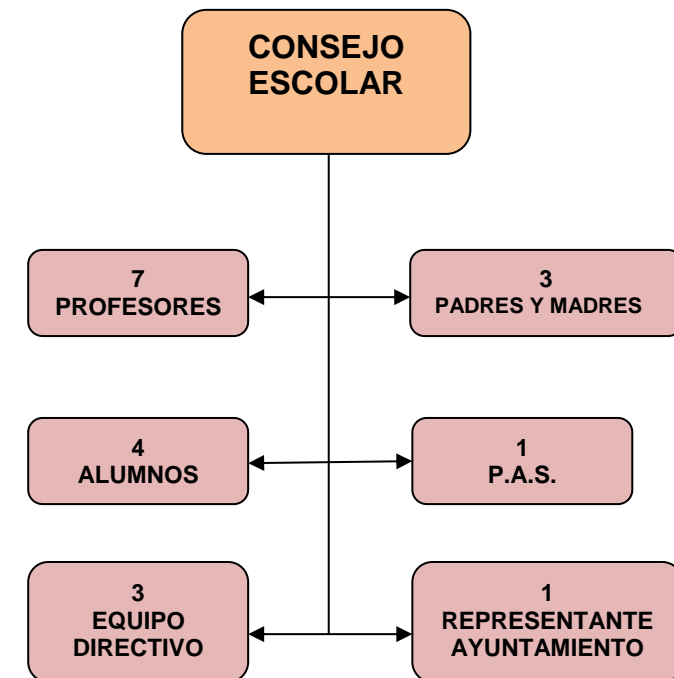 CONSEJO
ESCOLAR
7
PROFESORES
3
PADRES Y MADRES
4
ALUMNOS
1
P.A.S.
3
EQUIPO
DIRECTIVO
1
REPRESENTANTE
AYUNTAMIENTO